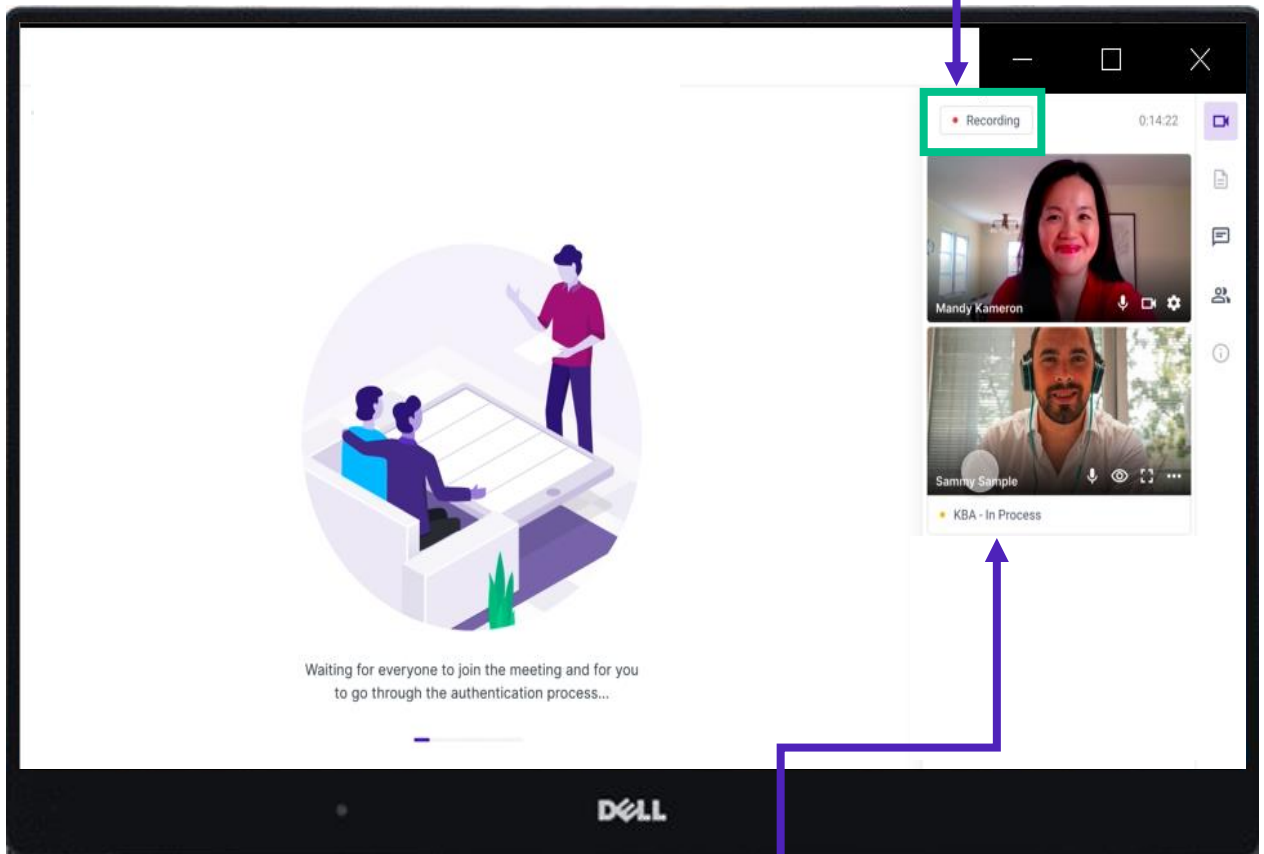 Recording
0:14:22
Mandy Kameron
Sammy Sample
KBA - In Process
Waiting for everyone to join the meeting and for you
to go through the authentication process...
DELL